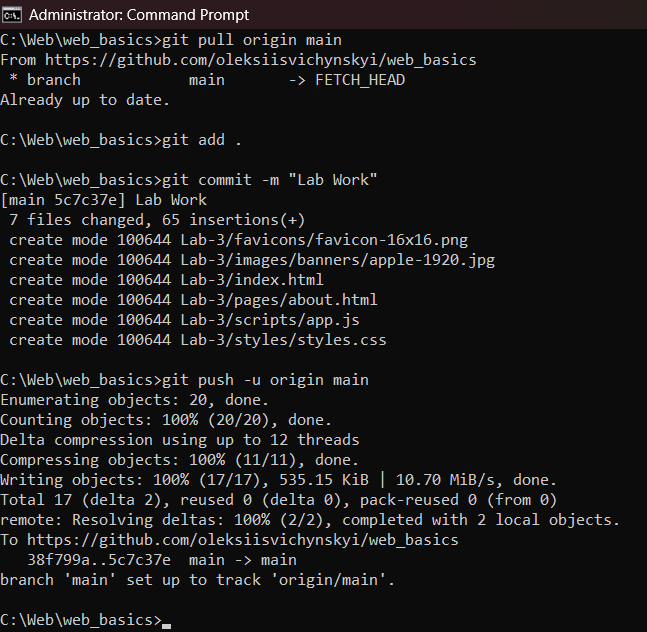 Administrator: Command Prompt
C:\Web\web_basics>git pull origin main
From https://github.com/oleksiisvichynskyi/web_basics
 * branch            main       -> FETCH_HEAD
Already up to date.
C:\Web\web_basics>git add .
C:\Web\web_basics>git commit -m "Lab Work"
[main 5c7c37e] Lab Work
 7 files changed, 65 insertions(+)
 create mode 100644 Lab-3/favicons/favicon-16x16.png
 create mode 100644 Lab-3/images/banners/apple-1920.jpg
 create mode 100644 Lab-3/index.html
 create mode 100644 Lab-3/pages/about.html
 create mode 100644 Lab-3/scripts/app.js
 create mode 100644 Lab-3/styles/styles.css
C:\Web\web_basics>git push -u origin main
Enumerating objects: 20, done.
Counting objects: 100% (20/20), done.
Delta compression using up to 12 threads
Compressing objects: 100% (11/11), done.
Writing objects: 100% (17/17), 535.15 KiB | 10.70 MiB/s, done.
Total 17 (delta 2), reused 0 (delta 0), pack-reused 0 (from 0)
remote: Resolving deltas: 100% (2/2), completed with 2 local objects.
To https://github.com/oleksiisvichynskyi/web_basics
   38f799a..5c7c37e  main -> main
branch 'main' set up to track 'origin/main'.
C:\Web\web_basics>